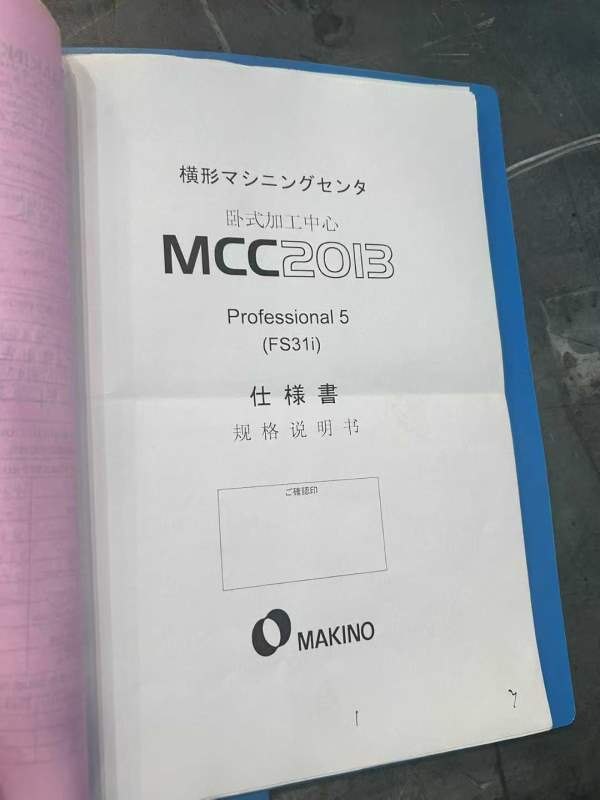 横形マシニングセンタ
卧式加工中心
MCC2013
Professional 5
(FS31i)
仕様書
规格说明书
ご確認印
MAKINO